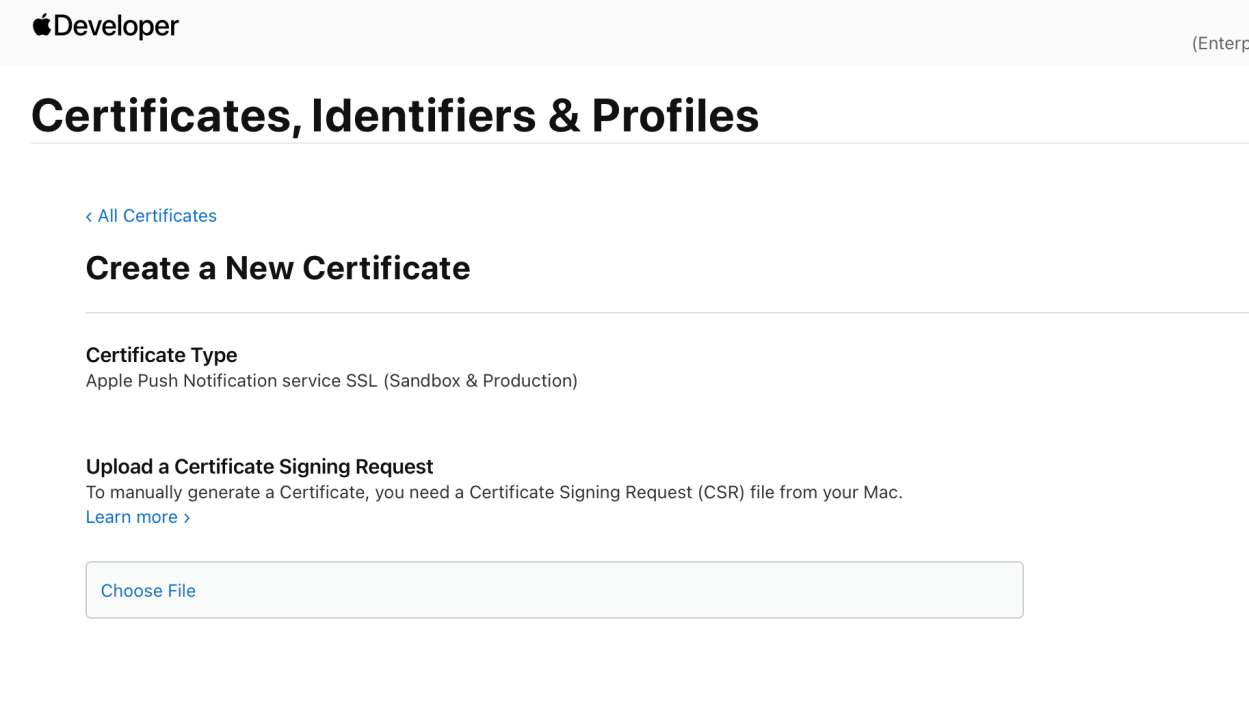 Developer
(Enterp
Certificates, Identifiers & Profiles
‹ All Certificates
Create a New Certificate
Certificate Type
Apple Push Notification service SSL (Sandbox & Production)
Upload a Certificate Signing Request
To manually generate a Certificate, you need a Certificate Signing Request (CSR) file from your Mac.
Learn more ›
Choose File